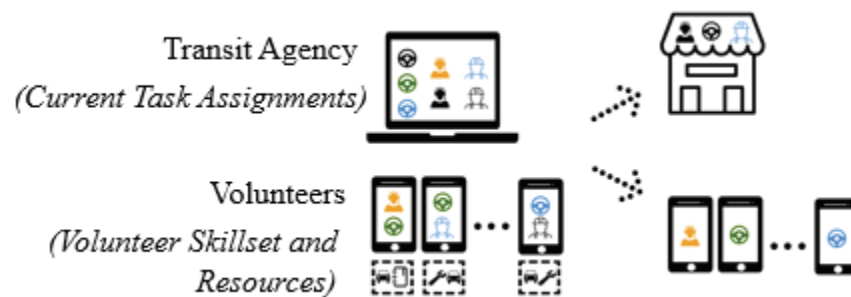 Transit Agency
(Current Task Assignments)
Volunteers
(Volunteer Skillset and
Resources)